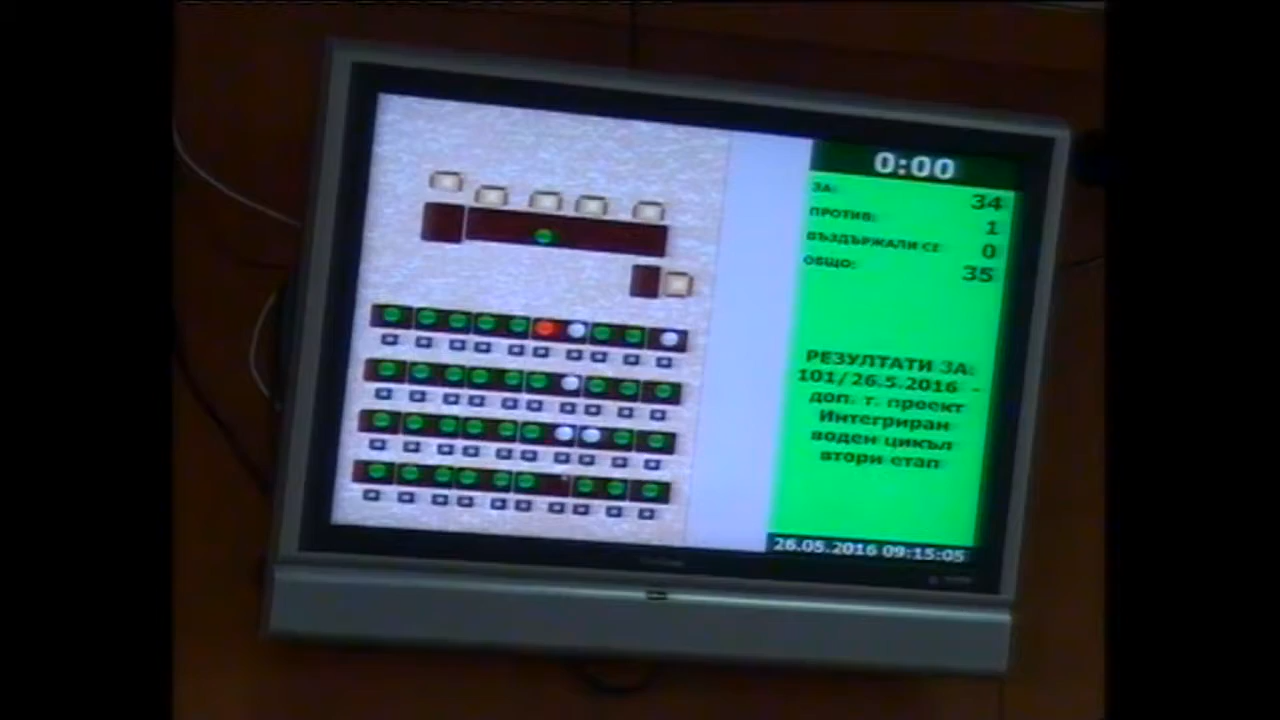 0:00
ЗА: 34
ПРОТИВ: 1
ВЪЗДЪРЖАЛИ СЕ: 0
ОБЩО: 35
РЕЗУЛТАТИ ЗА:
101/26.5.2016 -
доп. т. проект
Интегриран
воден цикъл
втори етап
26.05.2016 09:15:05